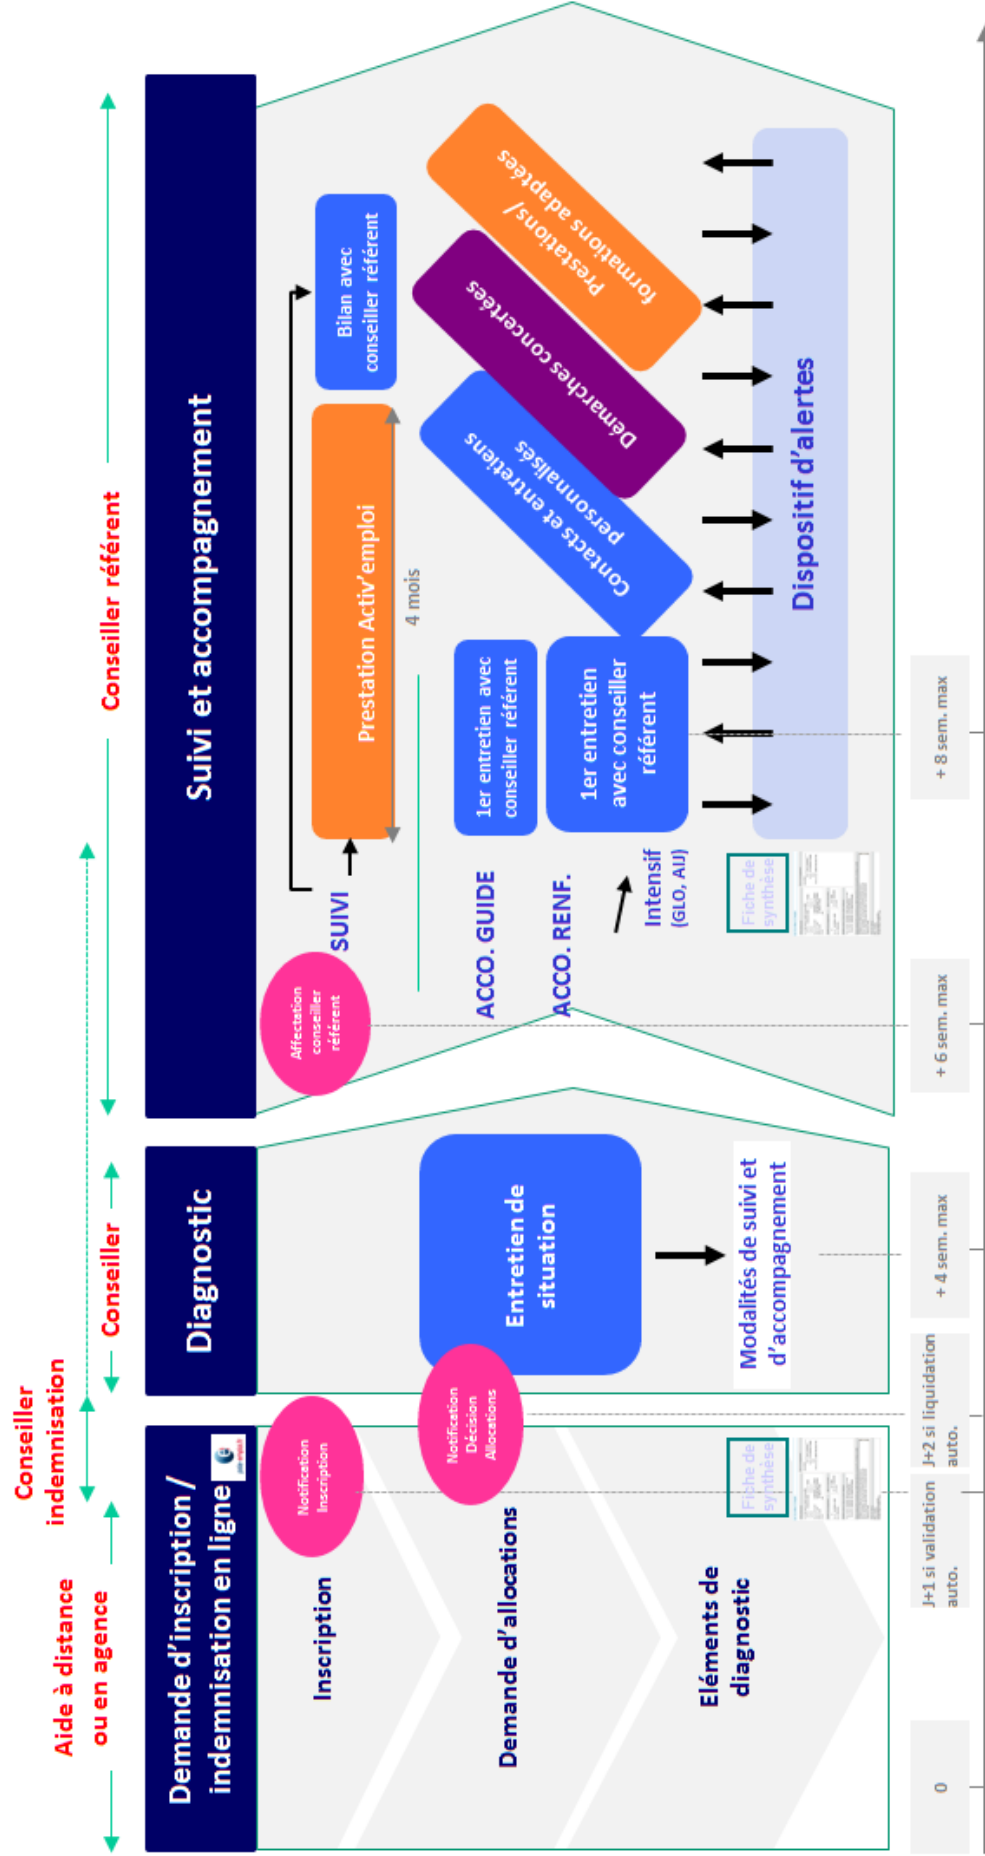 Aide à distance
ou en agence
Conseiller
indemnisation
Conseiller
Conseiller référent
Demande d'inscription /
indemnisation en ligne
Diagnostic
Suivi et accompagnement
Inscription
Notification
Inscription
Demande d'allocations
Notification
Décision
Allocations
Eléments de
diagnostic
Fiche de
synthèse
Entretien de
situation
Modalités de suivi et
d'accompagnement
Affectation
conseiller
référent
SUIVI
Prestation Activ'emploi
4 mois
Bilan avec
conseiller référent
ACCO. GUIDE
1er entretien avec
conseiller référent
ACCO. RENF.
1er entretien
avec conseiller
référent
Intensif
(GLO, AIJ)
Contacts et entretiens
personnalisés
Démarches concertées
Prestations/
formations adaptées
Fiche de
synthèse
Dispositif d'alertes
0
J+1 si validation
auto.
J+2 si liquidation
auto.
+ 4 sem. max
+ 6 sem. max
+ 8 sem. max